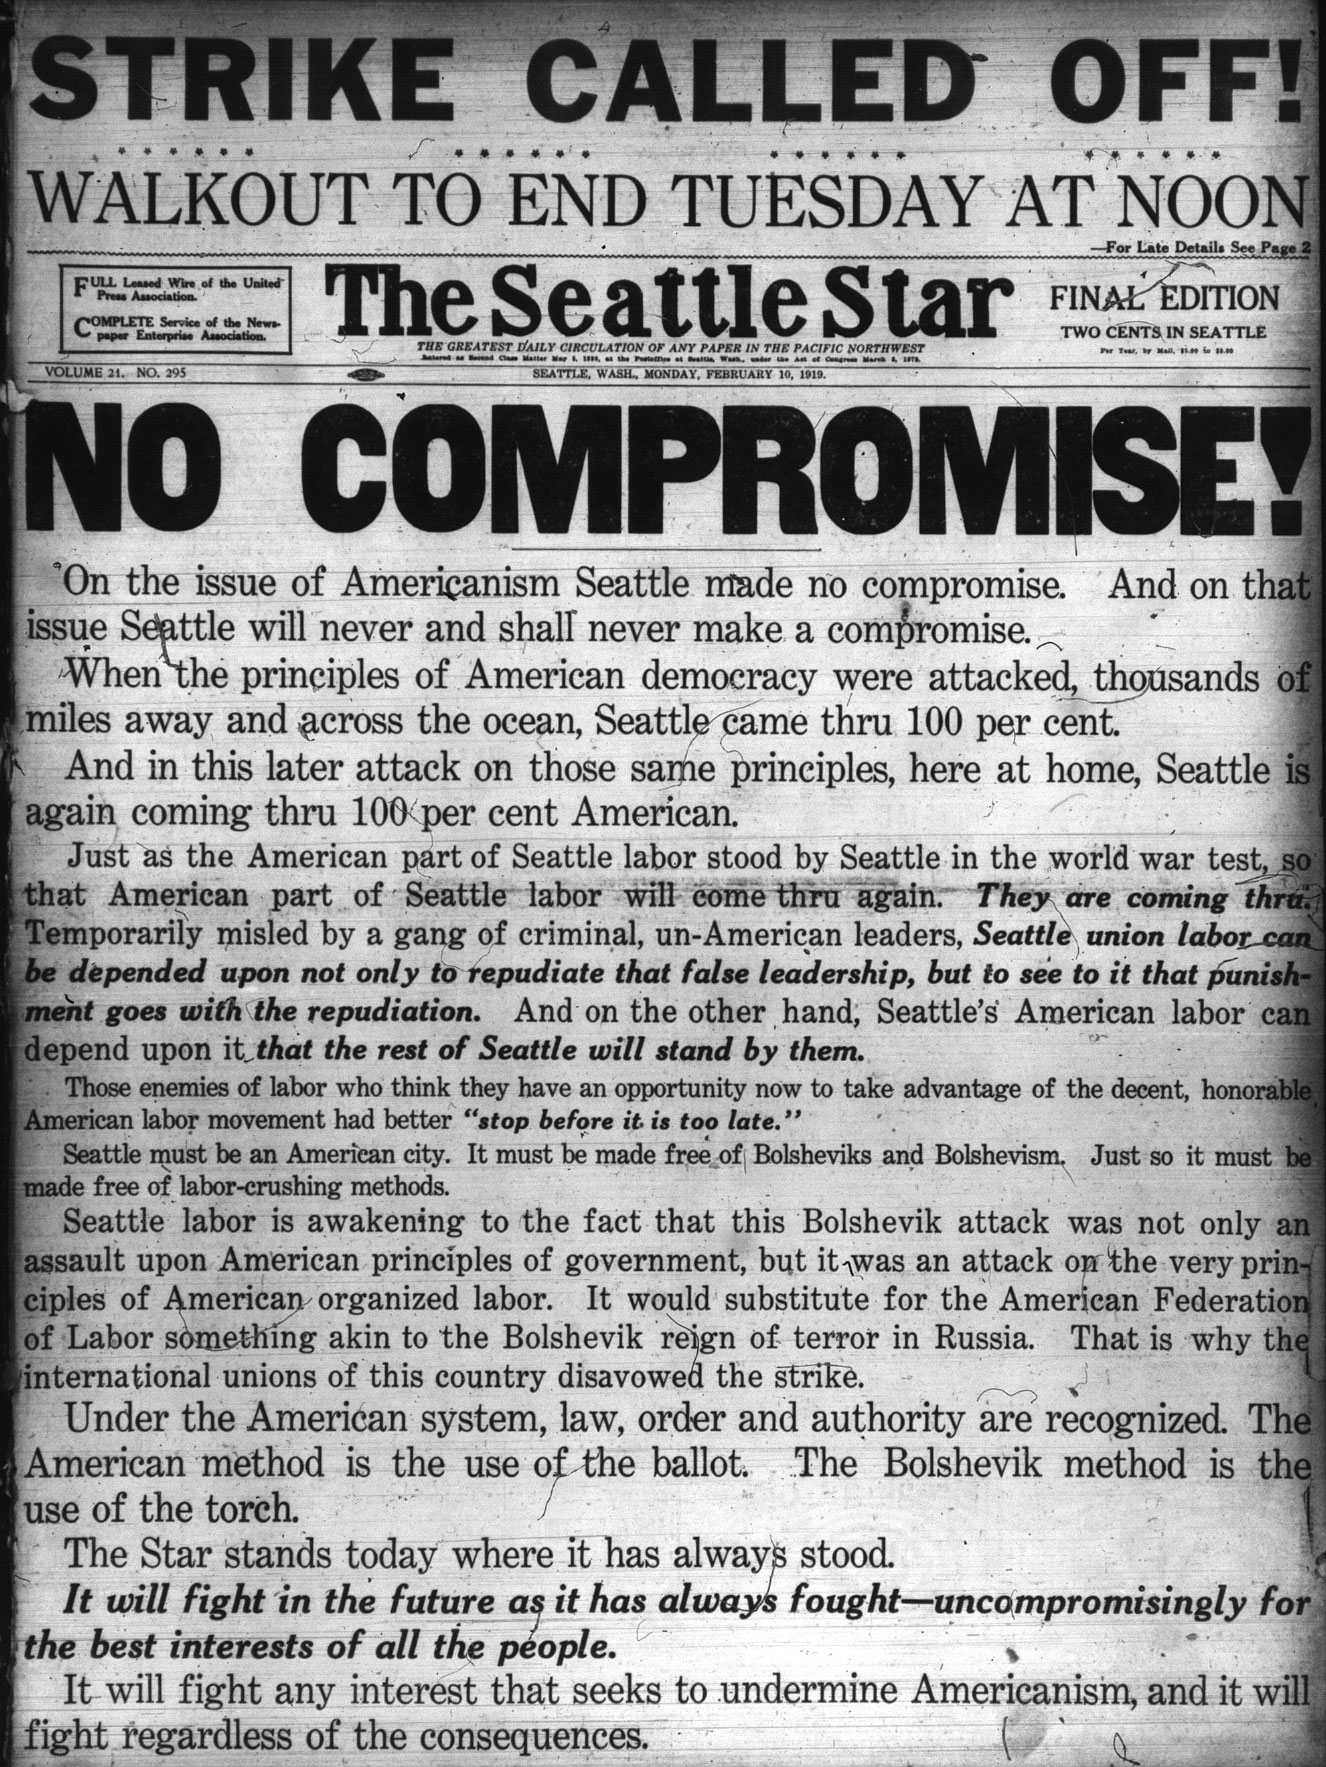 STRIKE CALLED OFF!
WALKOUT TO END TUESDAY AT NOON
—For Late Details See Page 2
FULL Leased Wire of the United
Press Association.
COMPLETE Service of the News-
paper Enterprise Association.
The Seattle Star
THE GREATEST DAILY CIRCULATION OF ANY PAPER IN THE PACIFIC NORTHWEST
Entered as Second Class Matter May 3, 1899, at the Postoffice at Seattle, Wash., under the Act of Congress March 3, 1879.
FINAL EDITION
TWO CENTS IN SEATTLE
Per Year, by Mail, $5.00 to $9.00
VOLUME 21. NO. 295
SEATTLE, WASH., MONDAY, FEBRUARY 10, 1919.
NO COMPROMISE!
On the issue of Americanism Seattle made no compromise. And on that
issue Seattle will never and shall never make a compromise.
When the principles of American democracy were attacked, thousands of
miles away and across the ocean, Seattle came thru 100 per cent.
And in this later attack on those same principles, here at home, Seattle is
again coming thru 100 per cent American.
Just as the American part of Seattle labor stood by Seattle in the world war test, so
that American part of Seattle labor will come thru again. They are coming thru.
Temporarily misled by a gang of criminal, un-American leaders, Seattle union labor can
be depended upon not only to repudiate that false leadership, but to see to it that punish-
ment goes with the repudiation. And on the other hand, Seattle's American labor can
depend upon it that the rest of Seattle will stand by them.
Those enemies of labor who think they have an opportunity now to take advantage of the decent, honorable
American labor movement had better "stop before it is too late."
Seattle must be an American city. It must be made free of Bolsheviks and Bolshevism. Just so it must be
made free of labor-crushing methods.
Seattle labor is awakening to the fact that this Bolshevik attack was not only an
assault upon American principles of government, but it was an attack on the very prin-
ciples of American organized labor. It would substitute for the American Federation
of Labor something akin to the Bolshevik reign of terror in Russia. That is why the
international unions of this country disavowed the strike.
Under the American system, law, order and authority are recognized. The
American method is the use of the ballot. The Bolshevik method is the
use of the torch.
The Star stands today where it has always stood.
It will fight in the future as it has always fought—uncompromisingly for
the best interests of all the people.
It will fight any interest that seeks to undermine Americanism, and it will
fight regardless of the consequences.